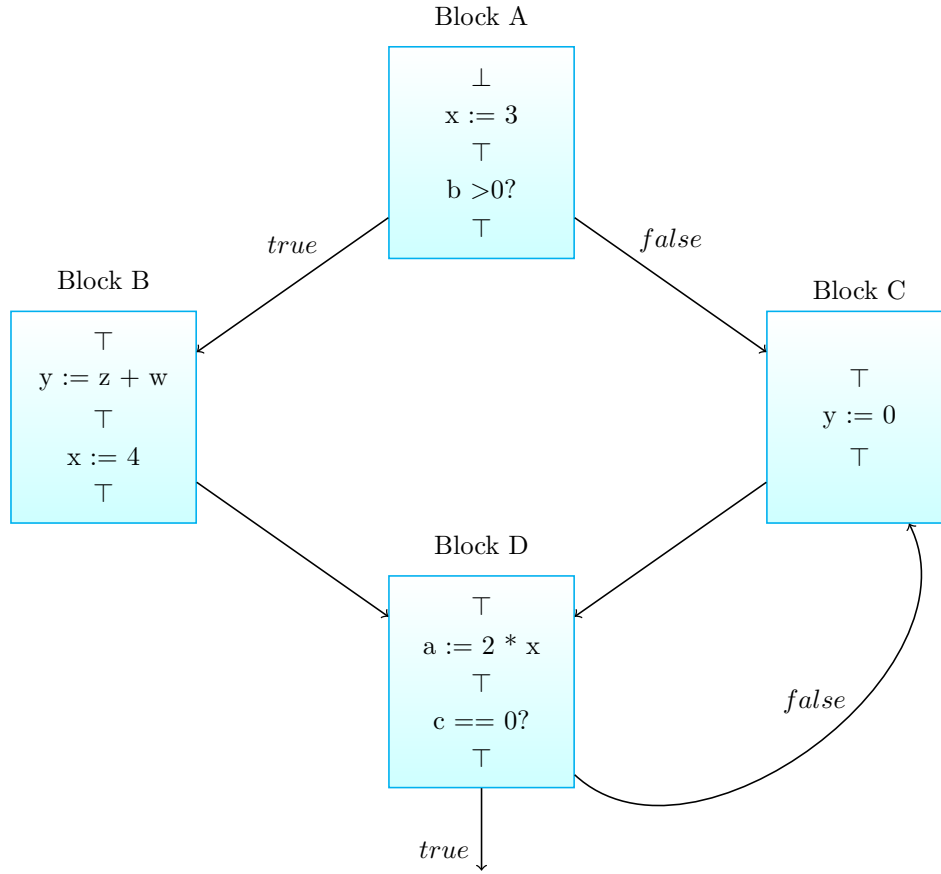 Block A
⊥
x := 3
⊤
b >0?
⊤
true
false
Block B
⊤
y := z + w
⊤
x := 4
⊤
Block C
⊤
y := 0
⊤
Block D
⊤
a := 2 * x
⊤
c == 0?
⊤
false
true